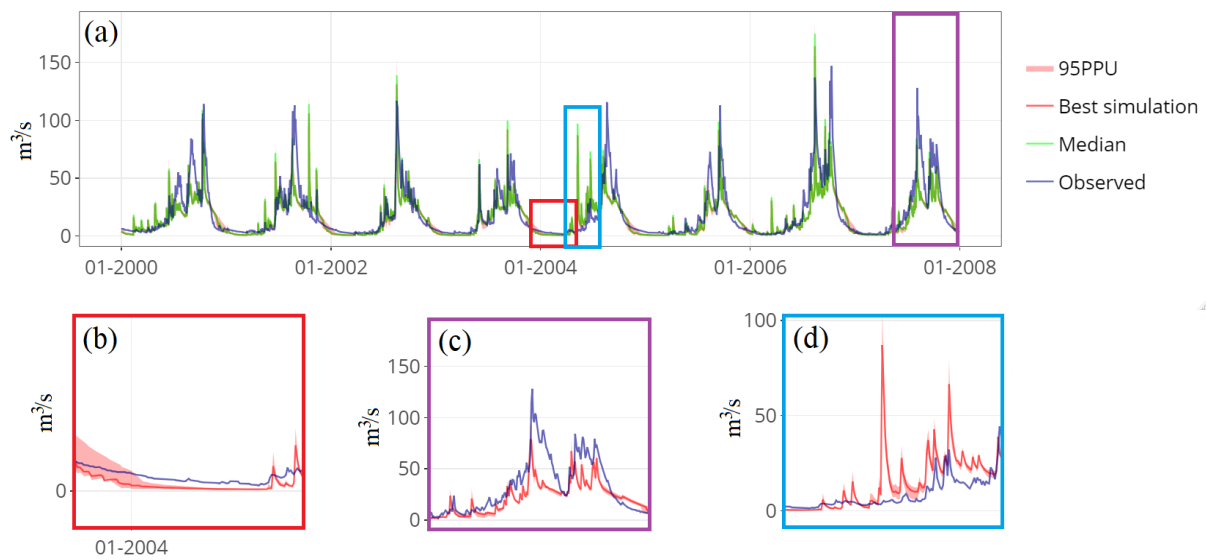 (a)
m³/s
150
100
50
0
01-2000
01-2002
01-2004
01-2006
01-2008
95PPU
Best simulation
Median
Observed
(b)
m³/s
0
01-2004
(c)
m³/s
150
100
50
0
(d)
m³/s
100
50
0